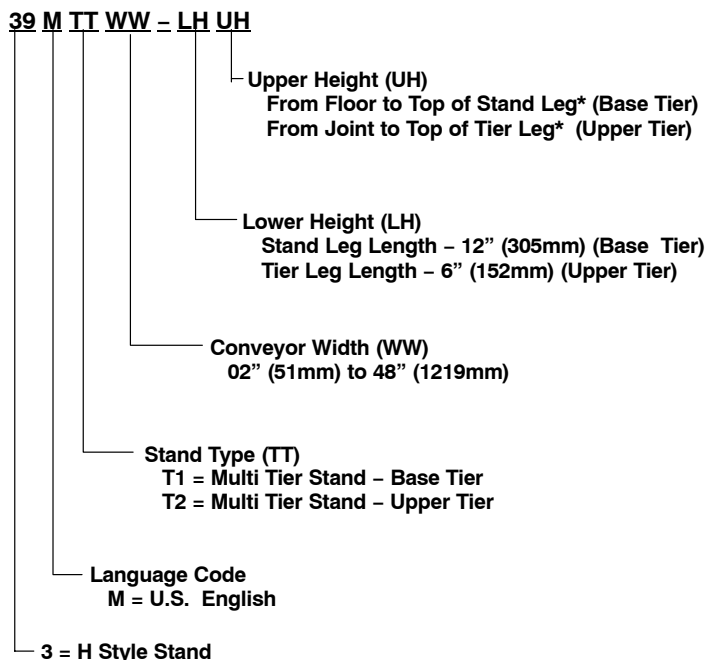 39 M TT WW – LH UH
Upper Height (UH)
From Floor to Top of Stand Leg* (Base Tier)
From Joint to Top of Tier Leg* (Upper Tier)
Lower Height (LH)
Stand Leg Length – 12” (305mm) (Base Tier)
Tier Leg Length – 6” (152mm) (Upper Tier)
Conveyor Width (WW)
02” (51mm) to 48” (1219mm)
Stand Type (TT)
T1 = Multi Tier Stand – Base Tier
T2 = Multi Tier Stand – Upper Tier
Language Code
M = U.S. English
3 = H Style Stand